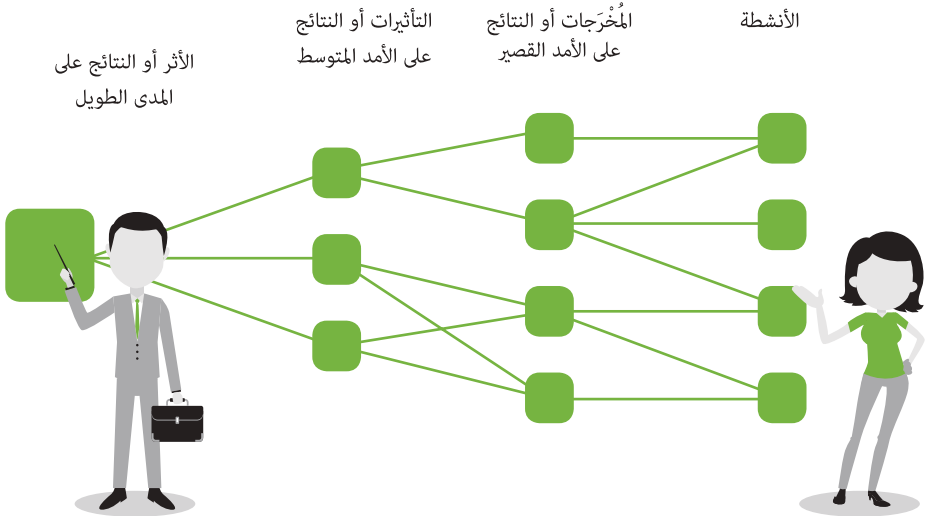 الأنشطة
المُخْرَجات أو النتائج
على الأمد القصير
التأثيرات أو النتائج
على الأمد المتوسط
الأثر أو النتائج على
المدى الطويل